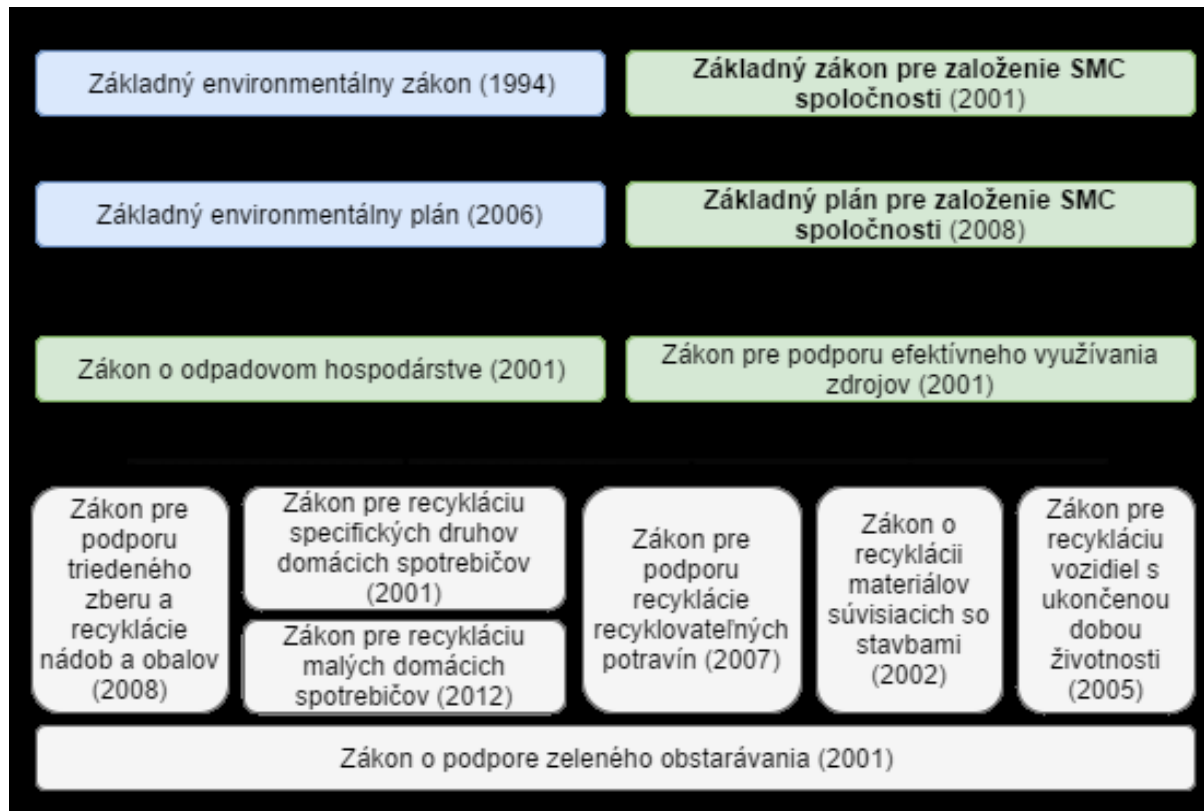 Základný environmentálny zákon (1994)
Základný zákon pre založenie SMC
spoločnosti (2001)
Základný environmentálny plán (2006)
Základný plán pre založenie SMC
spoločnosti (2008)
Zákon o odpadovom hospodárstve (2001)
Zákon pre podporu efektívneho využívania
zdrojov (2001)
Zákon pre
podporu
triedeného
zberu a
recyklácie
nádob a obalov
(2008)
Zákon pre recykláciu
specifických druhov
domácich spotrebičov
(2001)
Zákon pre recykláciu
malých domácich
spotrebičov (2012)
Zákon pre
podporu
recyklácie
recyklovateľných
potravín (2007)
Zákon o
recyklácii
materiálov
súvisiacich so
stavbami
(2002)
Zákon pre
recykláciu
vozidiel s
ukončenou
dobou
životnosti
(2005)
Zákon o podpore zeleného obstarávania (2001)